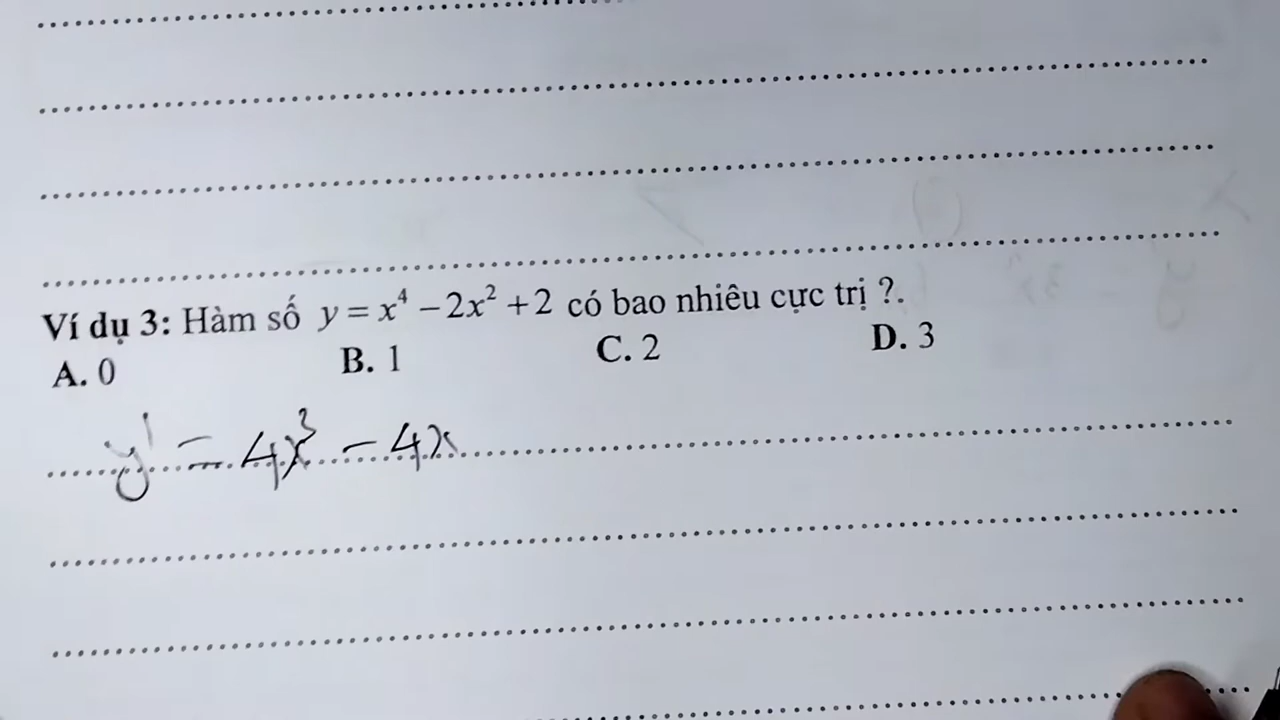 Ví dụ 3: Hàm số y = x⁴ − 2x² + 2 có bao nhiêu cực trị ?.
A. 0 B. 1 C. 2 D. 3
y' = 4x³ − 4x